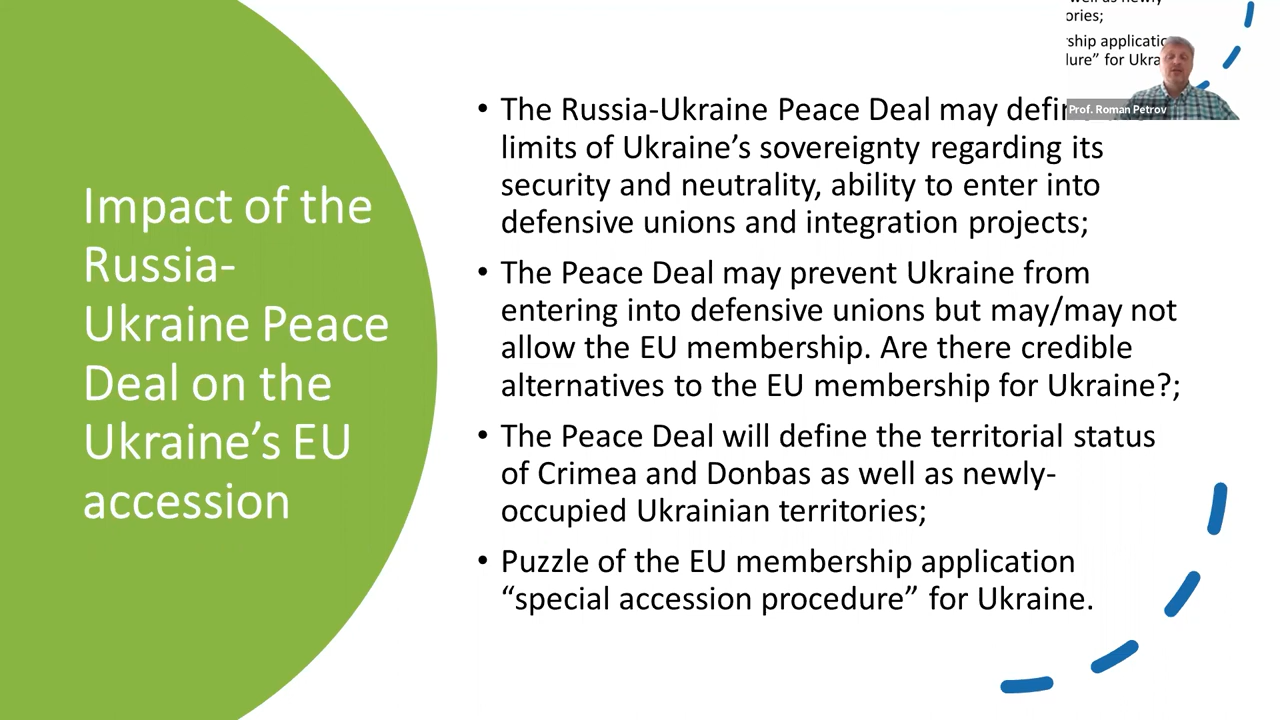 Impact of the
Russia-
Ukraine Peace
Deal on the
Ukraine’s EU
accession
ories;
rship applicatio
lure” for Ukra
Prof. Roman Petrov
• The Russia-Ukraine Peace Deal may defin
limits of Ukraine’s sovereignty regarding its
security and neutrality, ability to enter into
defensive unions and integration projects;
• The Peace Deal may prevent Ukraine from
entering into defensive unions but may/may not
allow the EU membership. Are there credible
alternatives to the EU membership for Ukraine?;
• The Peace Deal will define the territorial status
of Crimea and Donbas as well as newly-
occupied Ukrainian territories;
• Puzzle of the EU membership application
“special accession procedure” for Ukraine.